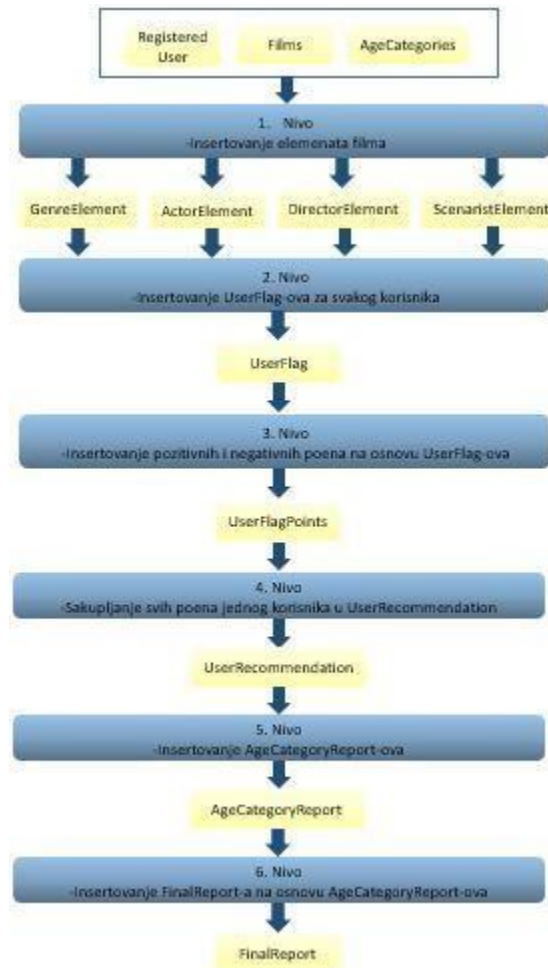 Registered User
Films
AgeCategories
1. Nivo
-Insertovanje elemenata filma
GenreElement
ActorElement
DirectorElement
ScenaristElement
2. Nivo
-Insertovanje UserFlag-ova za svakog korisnika
UserFlag
3. Nivo
-Insertovanje pozitivnih i negativnih poena na osnovu UserFlag-ova
UserFlagPoints
4. Nivo
-Sakupljanje svih poena jednog korisnika u UserRecommendation
UserRecommendation
5. Nivo
-Insertovanje AgeCategoryReport-ova
AgeCategoryReport
6. Nivo
-Insertovanje FinalReport-a na osnovu AgeCategoryReport-ova
FinalReport